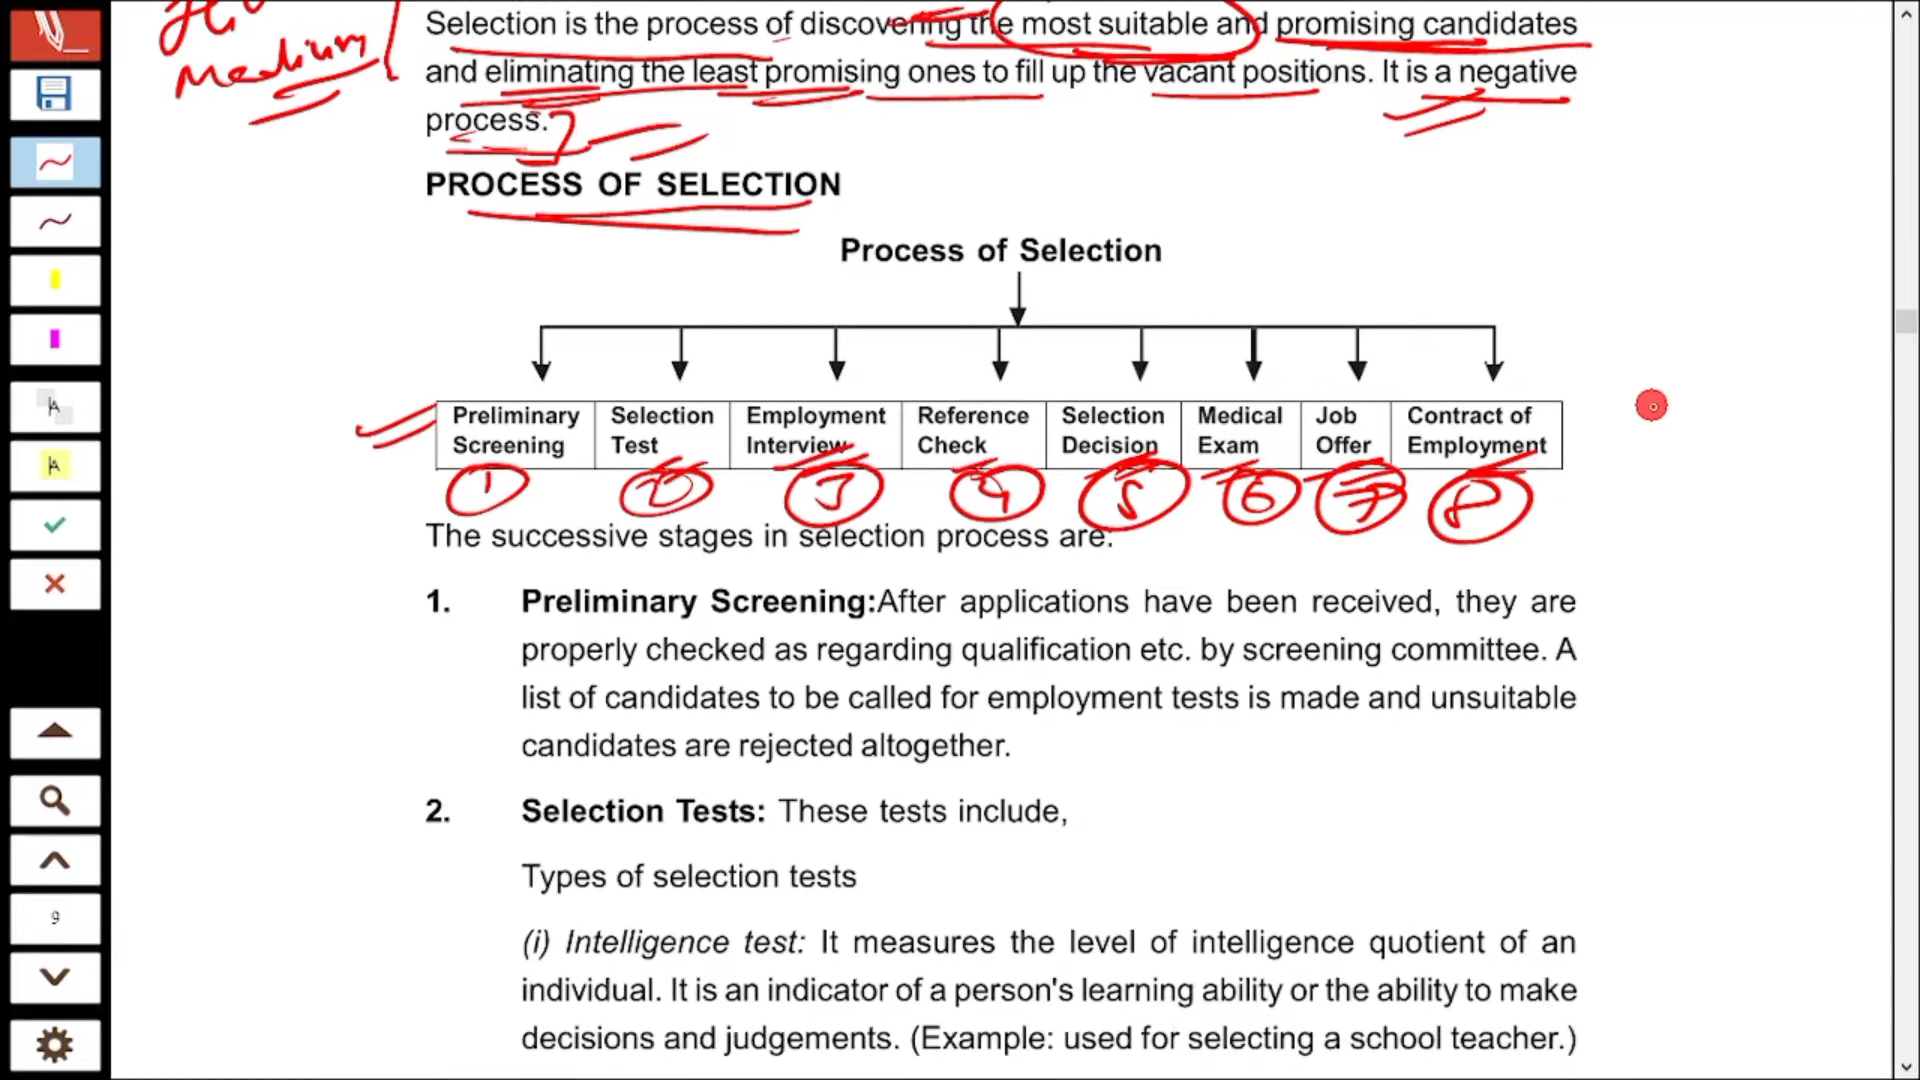 Medium
Selection is the process of discovering the most suitable and promising candidates
and eliminating the least promising ones to fill up the vacant positions. It is a negative
process.
PROCESS OF SELECTION
Process of Selection
Preliminary Screening
Selection Test
Employment Interview
Reference Check
Selection Decision
Medical Exam
Job Offer
Contract of Employment
1 2 3 4 5 6 7 8
The successive stages in selection process are:
1. Preliminary Screening:After applications have been received, they are
properly checked as regarding qualification etc. by screening committee. A
list of candidates to be called for employment tests is made and unsuitable
candidates are rejected altogether.
2. Selection Tests: These tests include,
Types of selection tests
(i) Intelligence test: It measures the level of intelligence quotient of an
individual. It is an indicator of a person's learning ability or the ability to make
decisions and judgements. (Example: used for selecting a school teacher.)
9